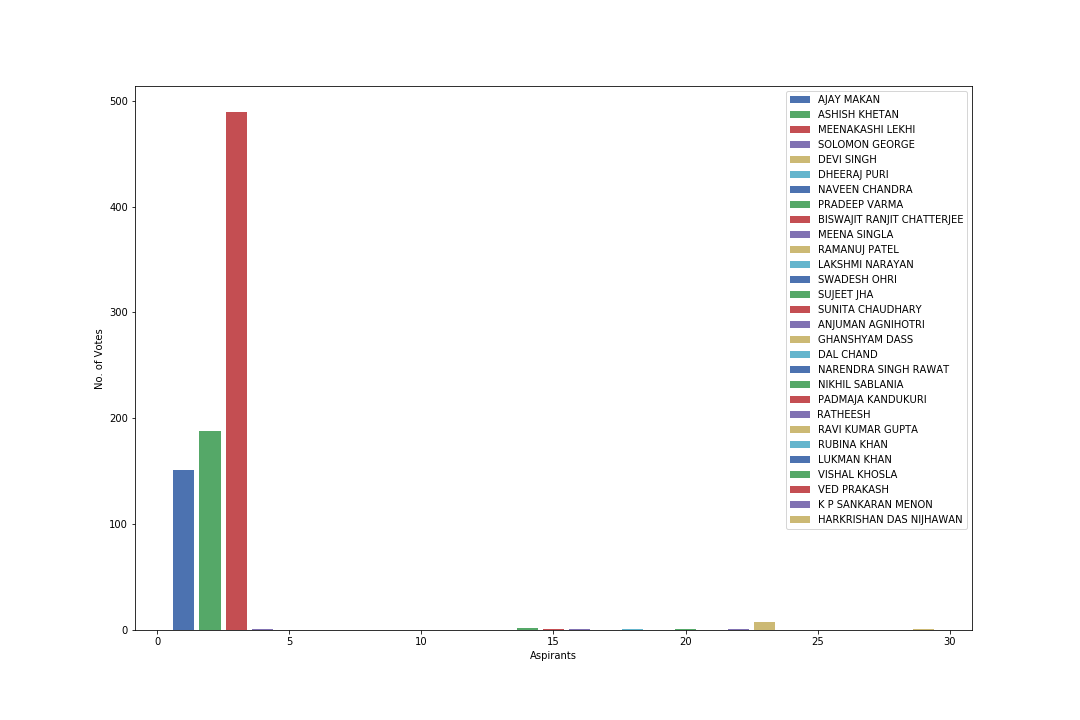 500
400
300
200
100
0
No. of Votes
0 5 10 15 20 25 30
Aspirants
AJAY MAKAN
ASHISH KHETAN
MEENAKASHI LEKHI
SOLOMON GEORGE
DEVI SINGH
DHEERAJ PURI
NAVEEN CHANDRA
PRADEEP VARMA
BISWAJIT RANJIT CHATTERJEE
MEENA SINGLA
RAMANUJ PATEL
LAKSHMI NARAYAN
SWADESH OHRI
SUJEET JHA
SUNITA CHAUDHARY
ANJUMAN AGNIHOTRI
GHANSHYAM DASS
DAL CHAND
NARENDRA SINGH RAWAT
NIKHIL SABLANIA
PADMAJA KANDUKURI
RATHEESH
RAVI KUMAR GUPTA
RUBINA KHAN
LUKMAN KHAN
VISHAL KHOSLA
VED PRAKASH
K P SANKARAN MENON
HARKRISHAN DAS NIJHAWAN